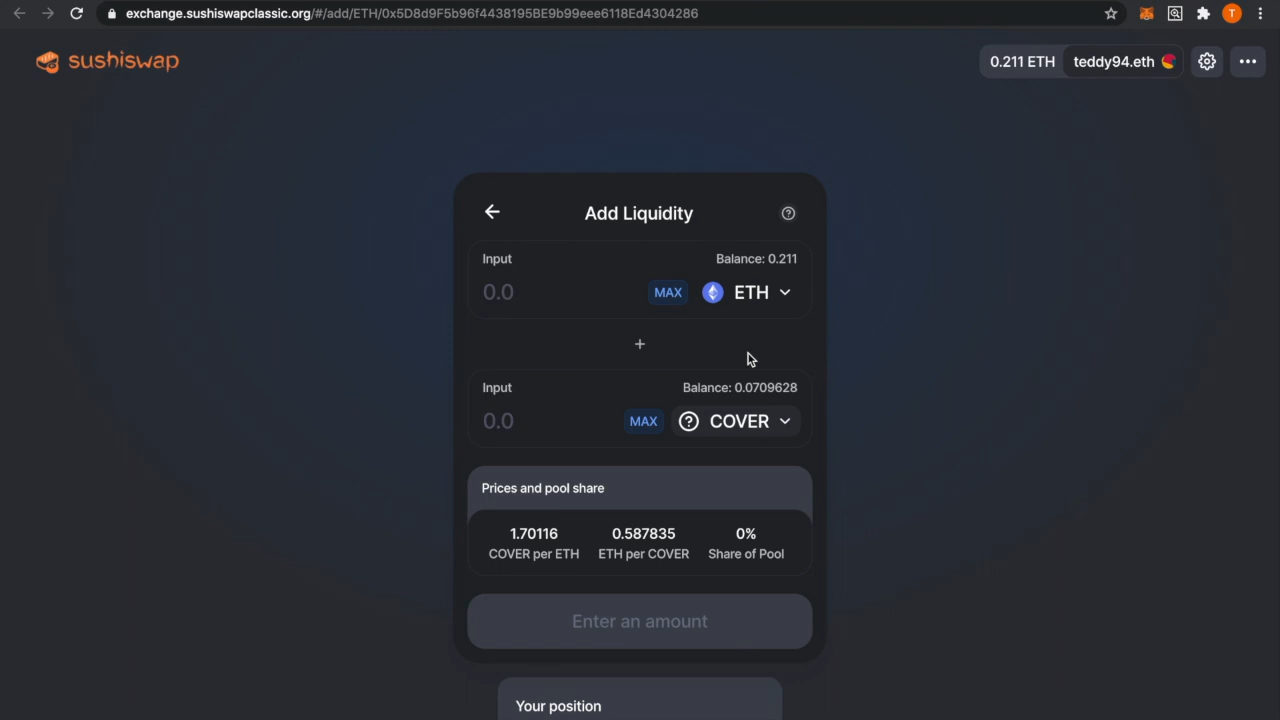 exchange.sushiswapclassic.org/#/add/ETH/0x5D8d9F5b96f4438195BE9b99eee6118Ed4304286
T
sushiswap
0.211 ETH
teddy94.eth
Add Liquidity
Input
Balance: 0.211
0.0
MAX
ETH
+
Input
Balance: 0.0709628
0.0
MAX
COVER
Prices and pool share
1.70116
0.587835
0%
COVER per ETH
ETH per COVER
Share of Pool
Enter an amount
Your position